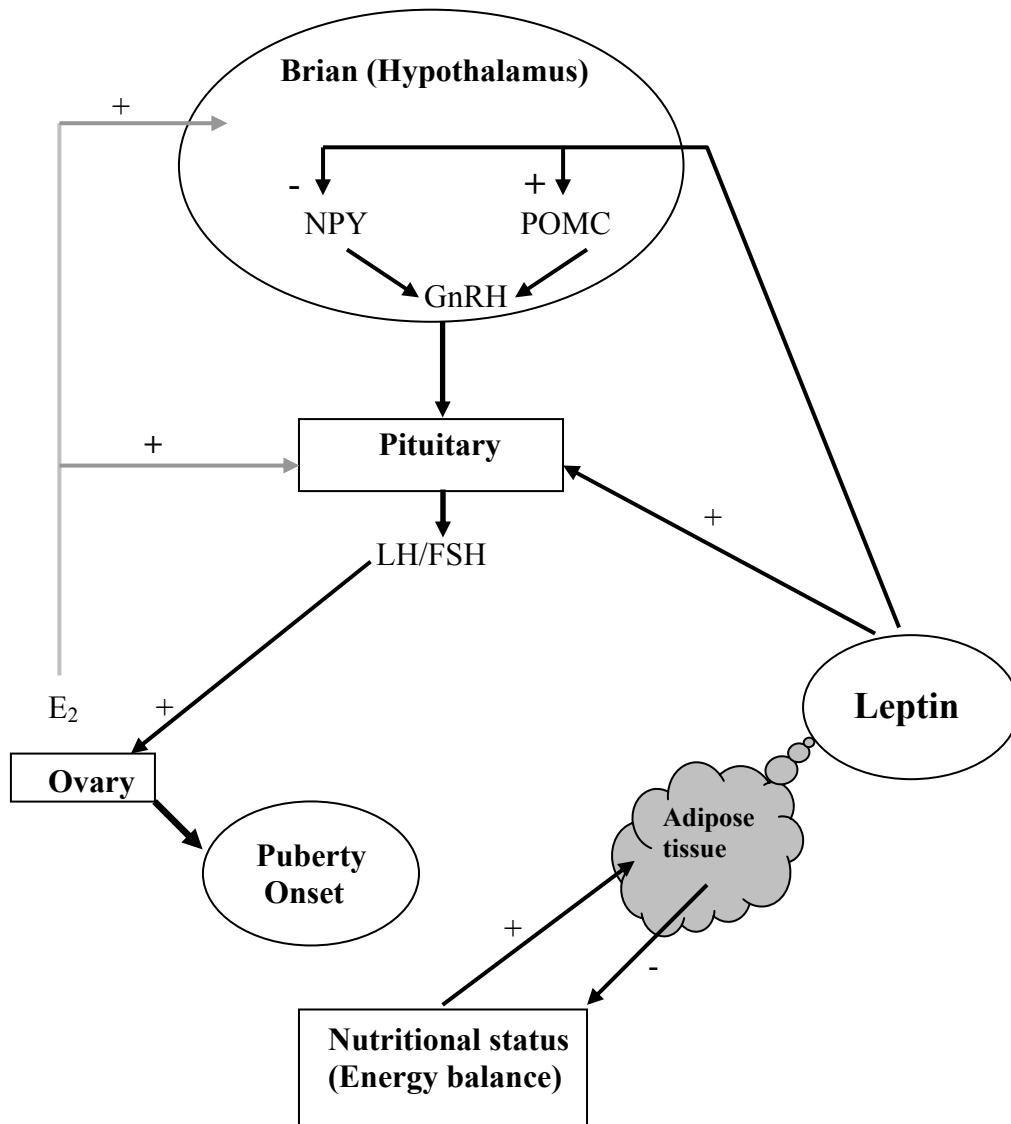 Brian (Hypothalamus)
+
- +
NPY POMC
GnRH
+
Pituitary
+
LH/FSH
E₂
+
Leptin
Ovary
Adipose
tissue
Puberty
Onset
+
-
Nutritional status
(Energy balance)